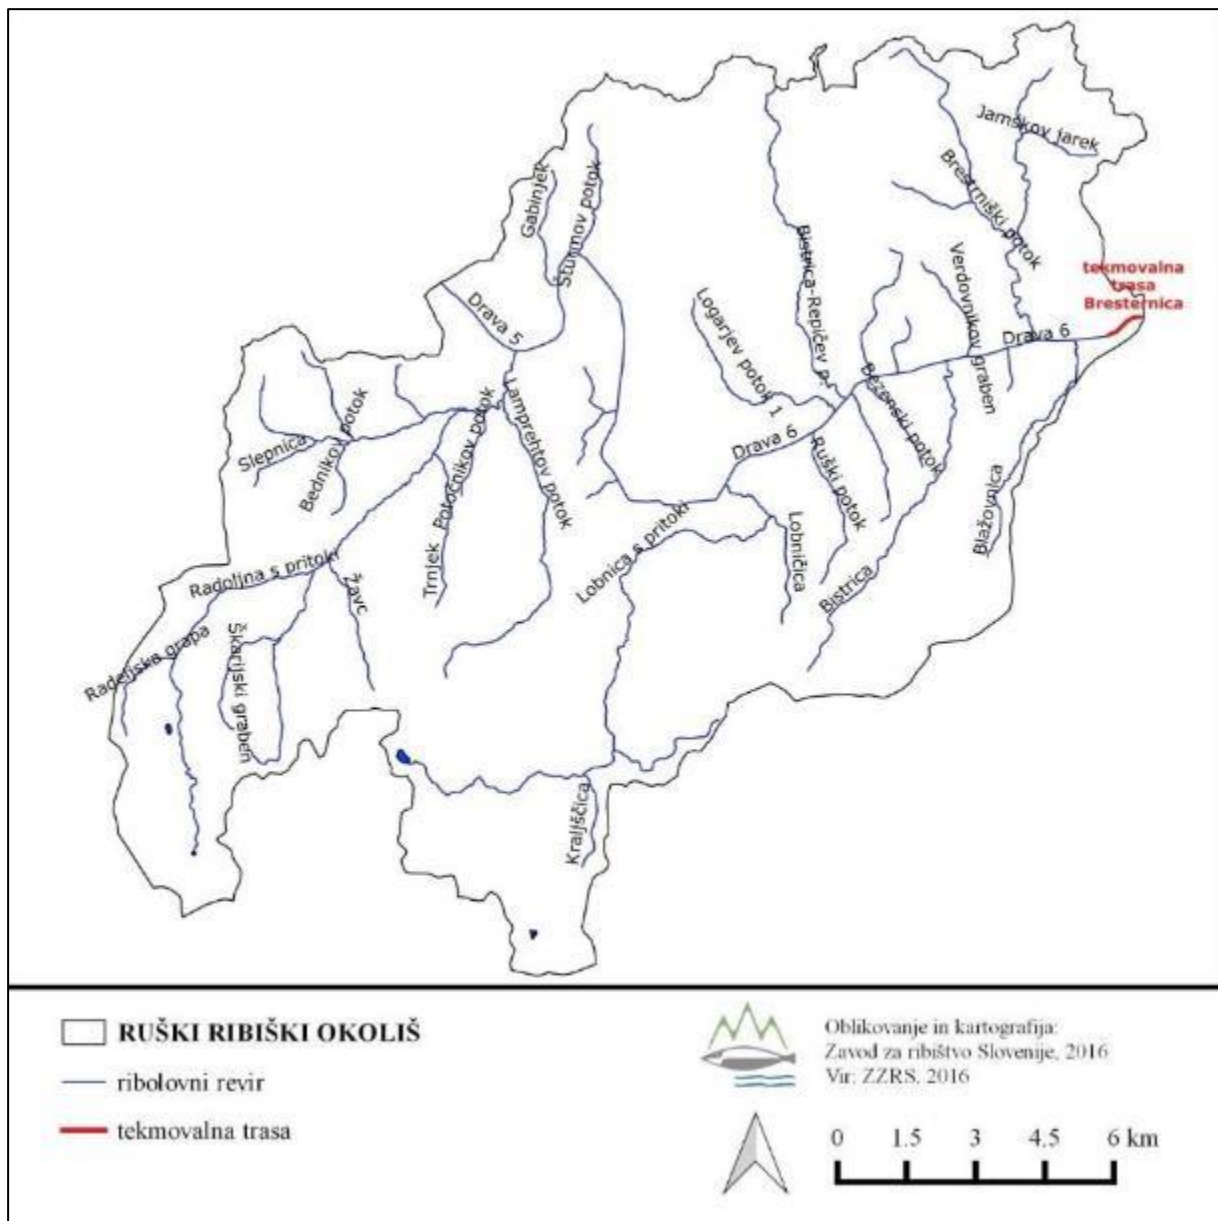 Jamškov jarek
Brestrniški potok
Gabinjek
Šturmov potok
Bistrica-Repičev p.
Verdovnikov graben
tekmovalna
trasa
Bresternica
Drava 5
Logarjev potok 1
Drava 6
Bezenski potok
Lamprehtov potok
Slepnica
Bednikov potok
Potočnikov potok
Trnjek
Drava 6
Ruški potok
Blažovnica
Lobnica s pritoki
Lobničica
Bistrica
Radoljna s pritoki
Žavc
Radeljska grapa
Škarijski graben
Kraljščica
RUŠKI RIBIŠKI OKOLIŠ
ribolovni revir
tekmovalna trasa
Oblikovanje in kartografija:
Zavod za ribištvo Slovenije, 2016
Vir: ZZRS, 2016
0 1.5 3 4.5 6 km